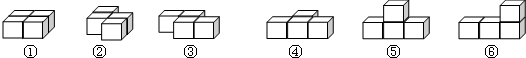 ① ② ③ ④ ⑤ ⑥